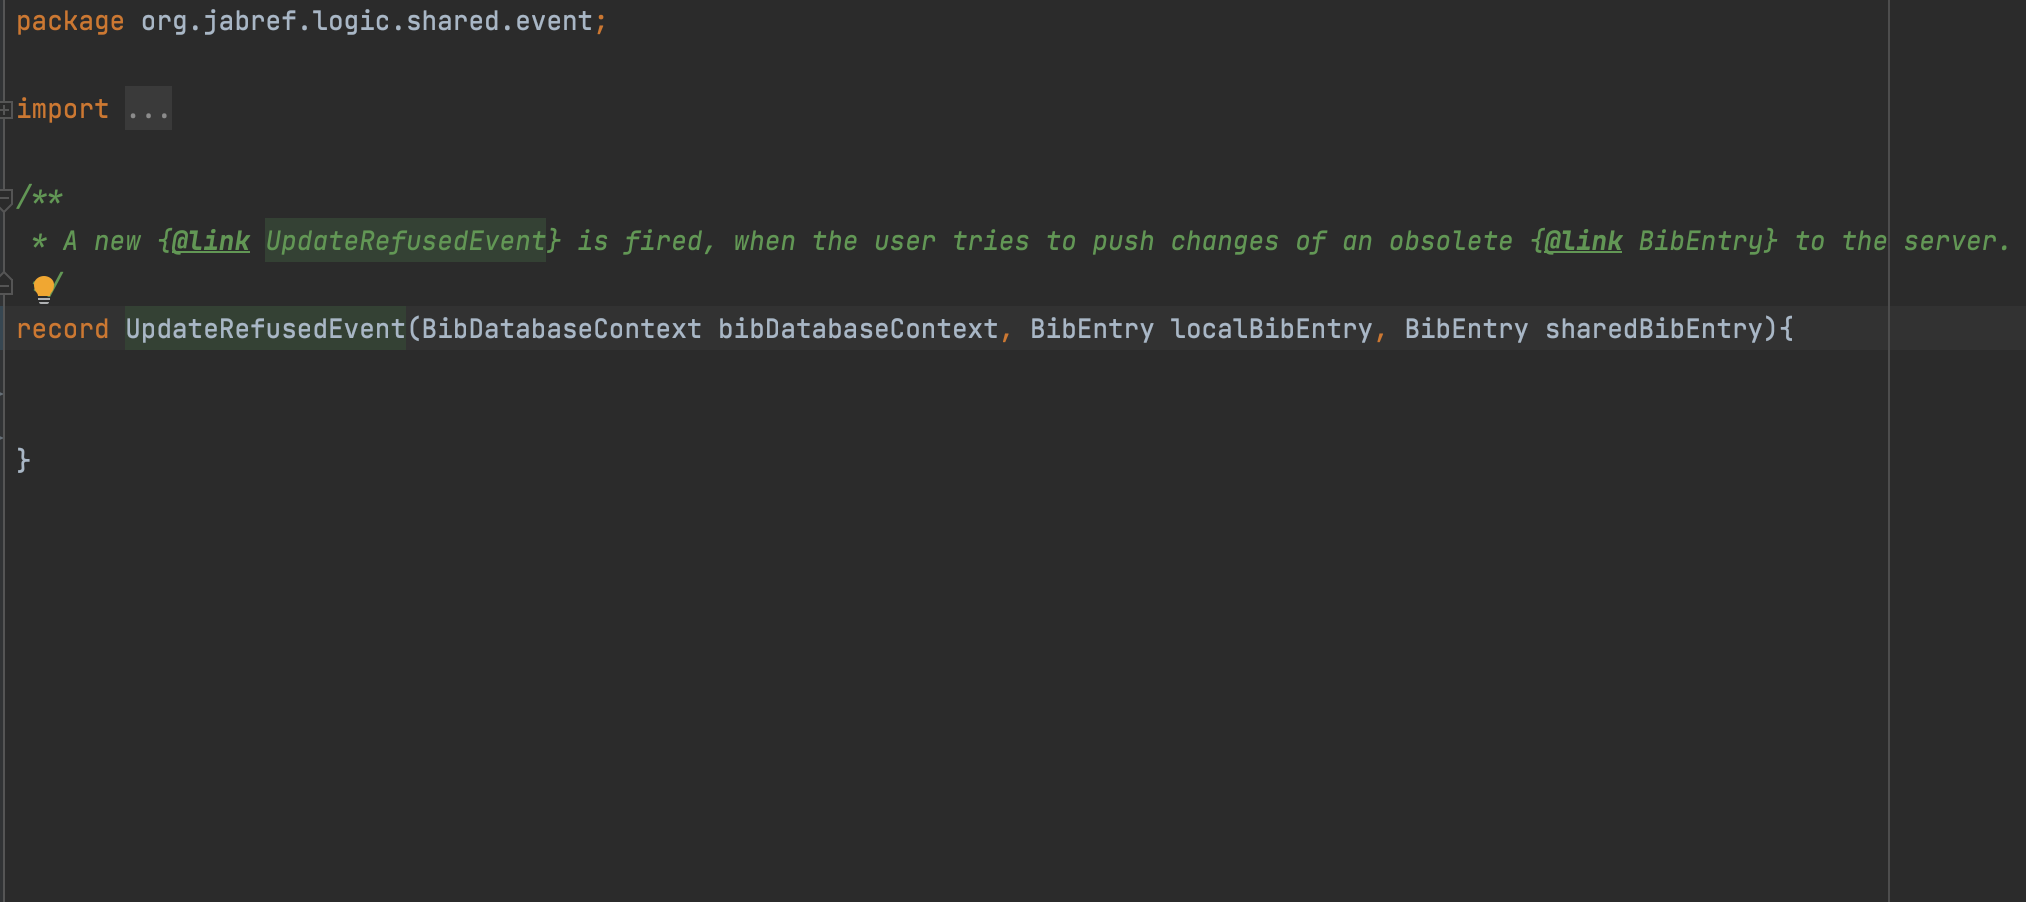 package org.jabref.logic.shared.event;
import ...
/**
* A new {@link UpdateRefusedEvent} is fired, when the user tries to push changes of an obsolete {@link BibEntry} to the server.
/
record UpdateRefusedEvent(BibDatabaseContext bibDatabaseContext, BibEntry localBibEntry, BibEntry sharedBibEntry){
}